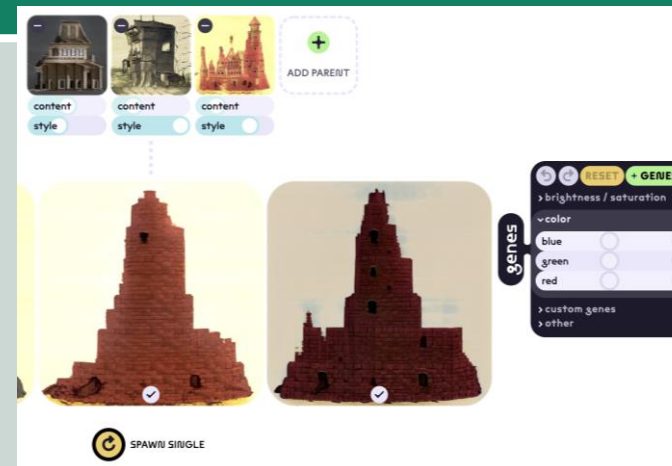 ADD PARENT
content content content
style style style
RESET + GENE
brightness / saturation
color
genes
blue
green
red
custom genes
other
SPAWN SINGLE